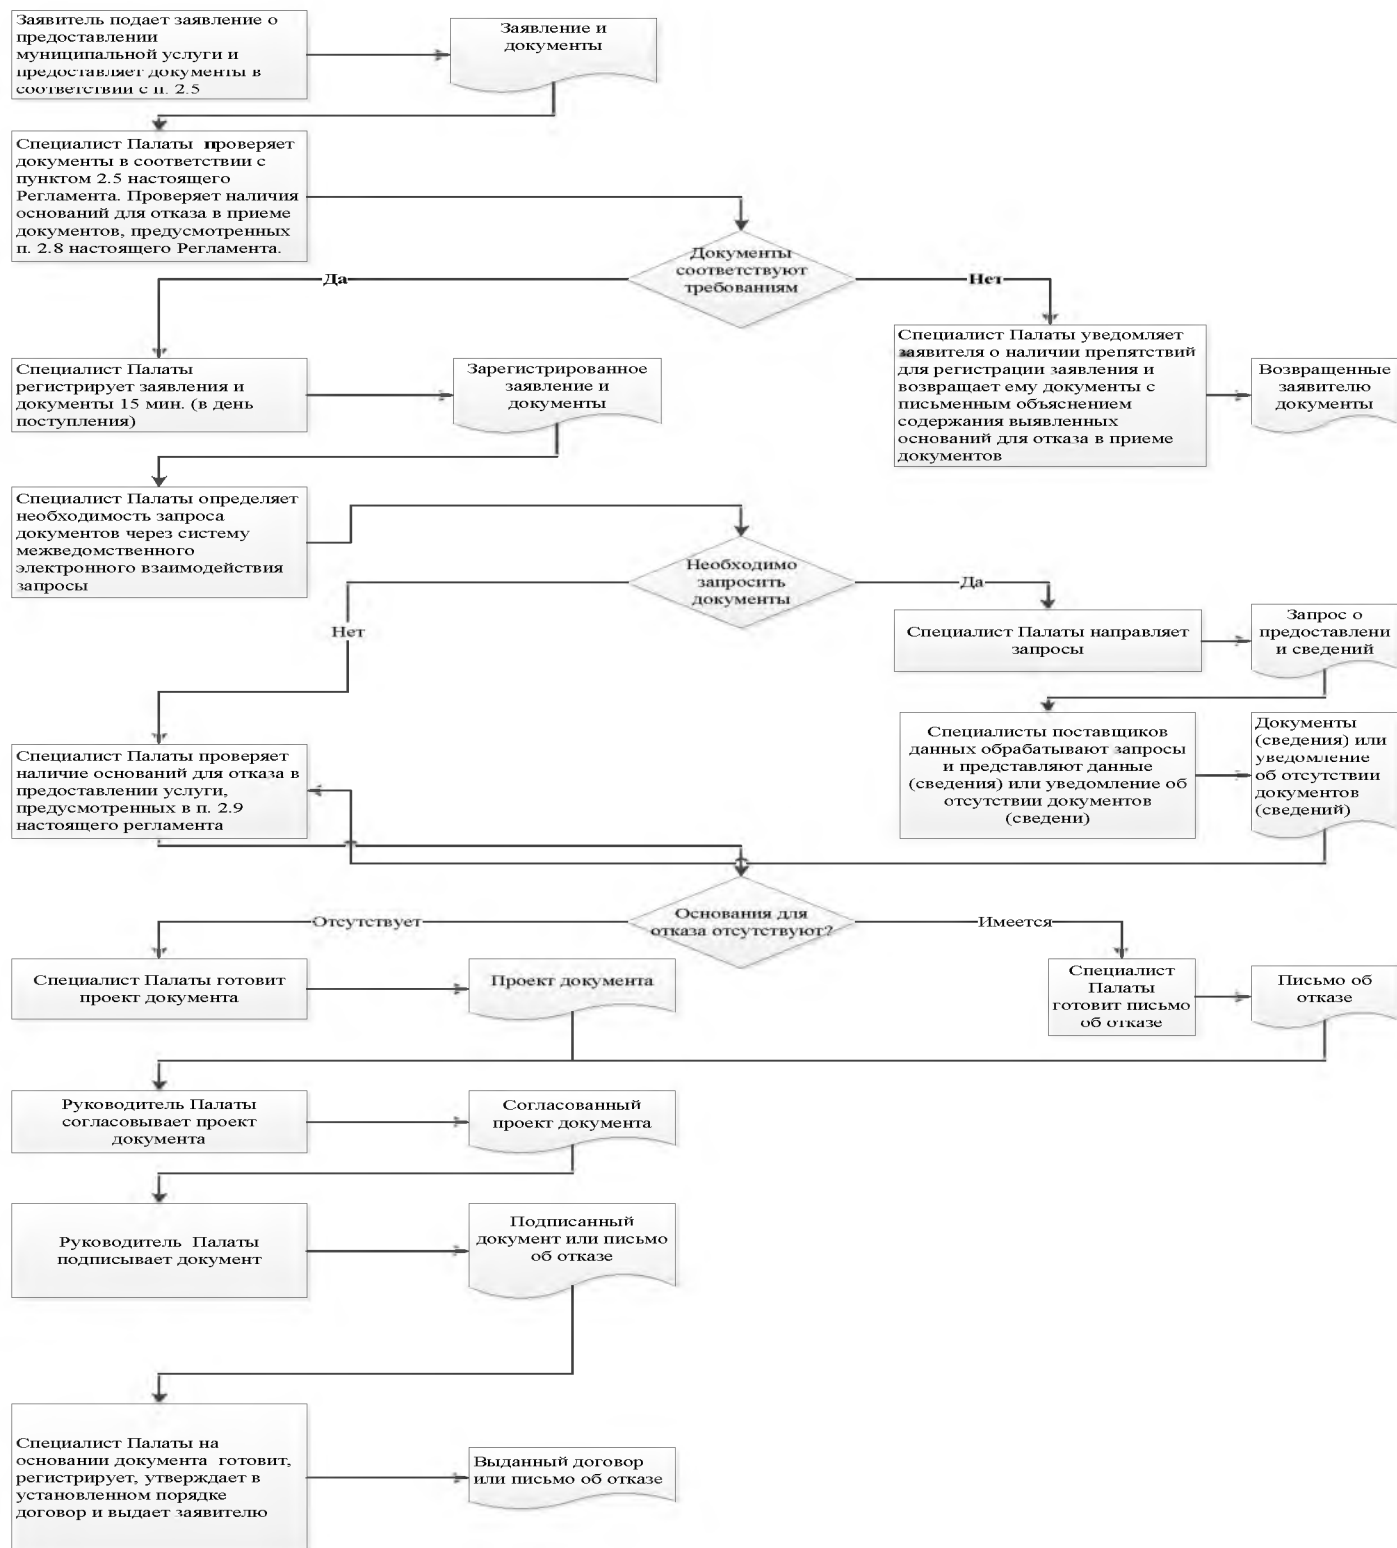 Заявитель подает заявление о
предоставлении
муниципальной услуги и
предоставляет документы в
соответствии с п. 2.5
Заявление и
документы
Специалист Палаты проверяет
документы в соответствии с
пунктом 2.5 настоящего
Регламента. Проверяет наличия
оснований для отказа в приеме
документов, предусмотренных
п. 2.8 настоящего Регламента.
Документы
соответствуют
требованиям
Да
Нет
Специалист Палаты
регистрирует заявления и
документы 15 мин. (в день
поступления)
Зарегистрированное
заявление и
документы
Специалист Палаты уведомляет
заявителя о наличии препятствий
для регистрации заявления и
возвращает ему документы с
письменным объяснением
содержания выявленных
оснований для отказа в приеме
документов
Возвращенные
заявителю
документы
Специалист Палаты определяет
необходимость запроса
документов через систему
межведомственного
электронного взаимодействия
запросы
Необходимо
запросить
документы
Да
Нет
Специалист Палаты направляет
запросы
Запрос о
предоставлени
и сведений
Специалисты поставщиков
данных обрабатывают запросы
и представляют данные
(сведения) или уведомление об
отсутствии документов
(сведени)
Документы
(сведения) или
уведомление
об отсутствии
документов
(сведений)
Специалист Палаты проверяет
наличие оснований для отказа в
предоставлении услуги,
предусмотренных в п. 2.9
настоящего регламента
Основания для
отказа отсутствуют?
Отсутствует
Имеется
Специалист Палаты готовит
проект документа
Проект документа
Специалист
Палаты
готовит письмо
об отказе
Письмо об
отказе
Руководитель Палаты
согласовывает проект
документа
Согласованный
проект документа
Руководитель Палаты
подписывает документ
Подписанный
документ или письмо
об отказе
Специалист Палаты на
основании документа готовит,
регистрирует, утверждает в
установленном порядке
договор и выдает заявителю
Выданный договор
или письмо об отказе